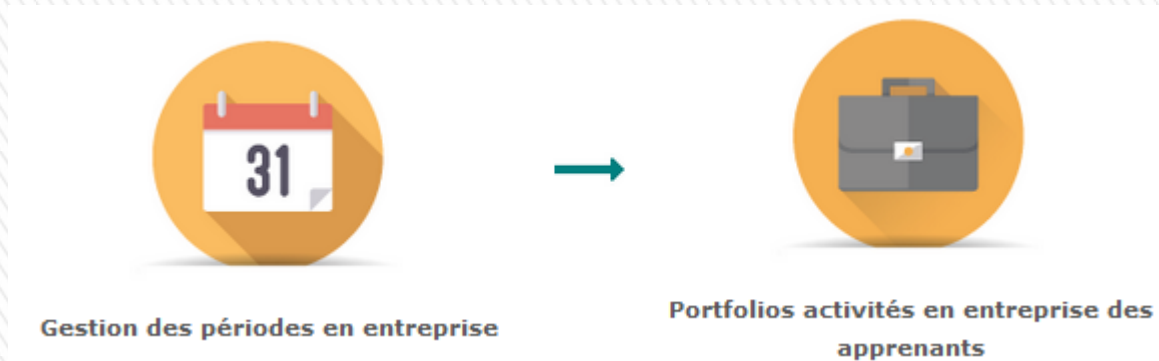 31
Gestion des périodes en entreprise
Portfolios activités en entreprise des
apprenants